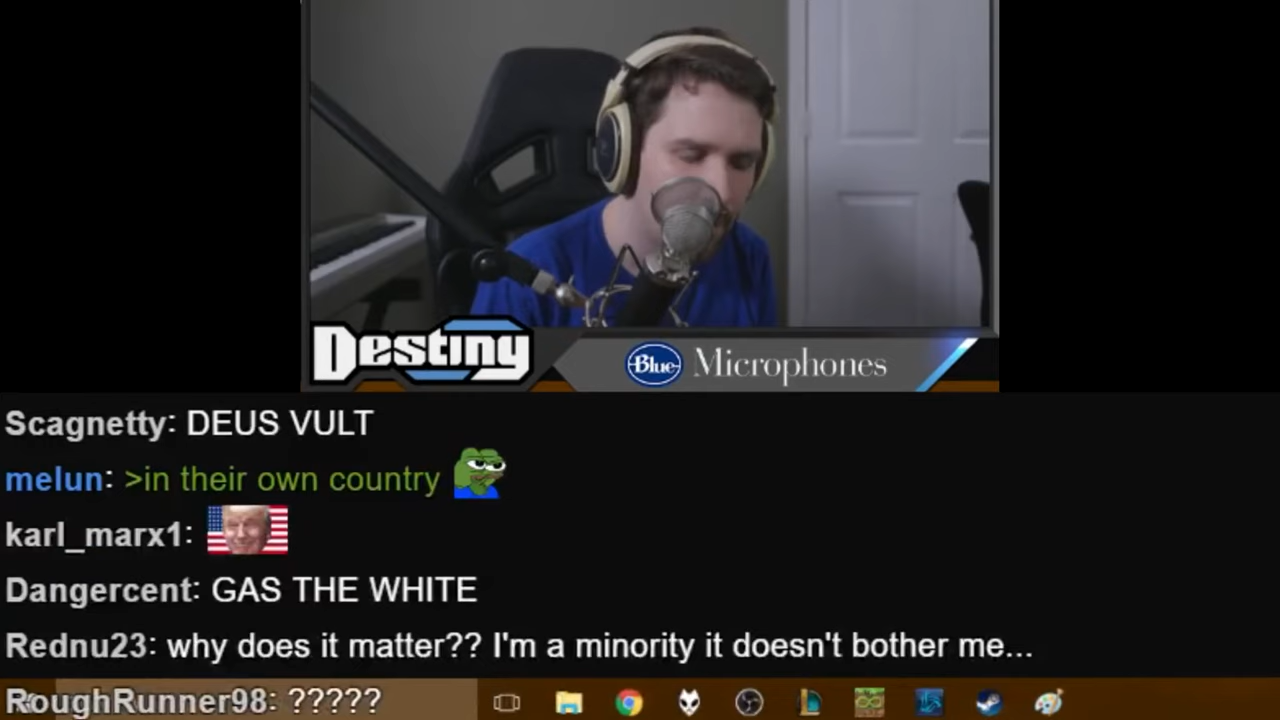 Destiny
Blue Microphones
Scagnetty: DEUS VULT
melun: >in their own country
karl_marx1:
Dangercent: GAS THE WHITE
Rednu23: why does it matter?? I'm a minority it doesn't bother me...
RoughRunner98: ?????